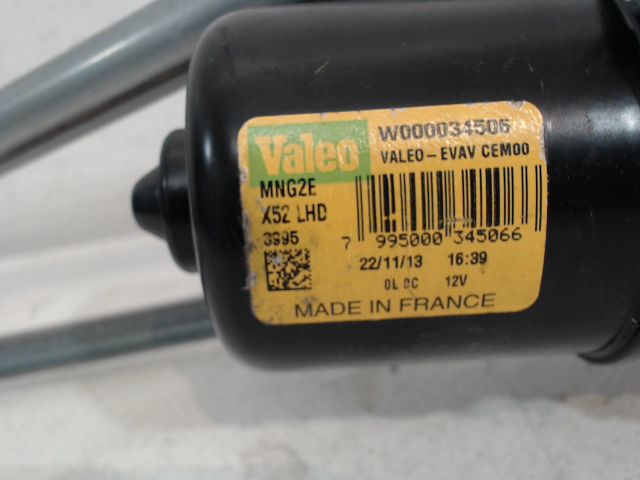 Valeo
W000034506
VALEO-EVAV CEM00
MNG2E
X52 LHD
3995
7 995000 345066
22/11/13 16:39
0L 0C 12V
MADE IN FRANCE